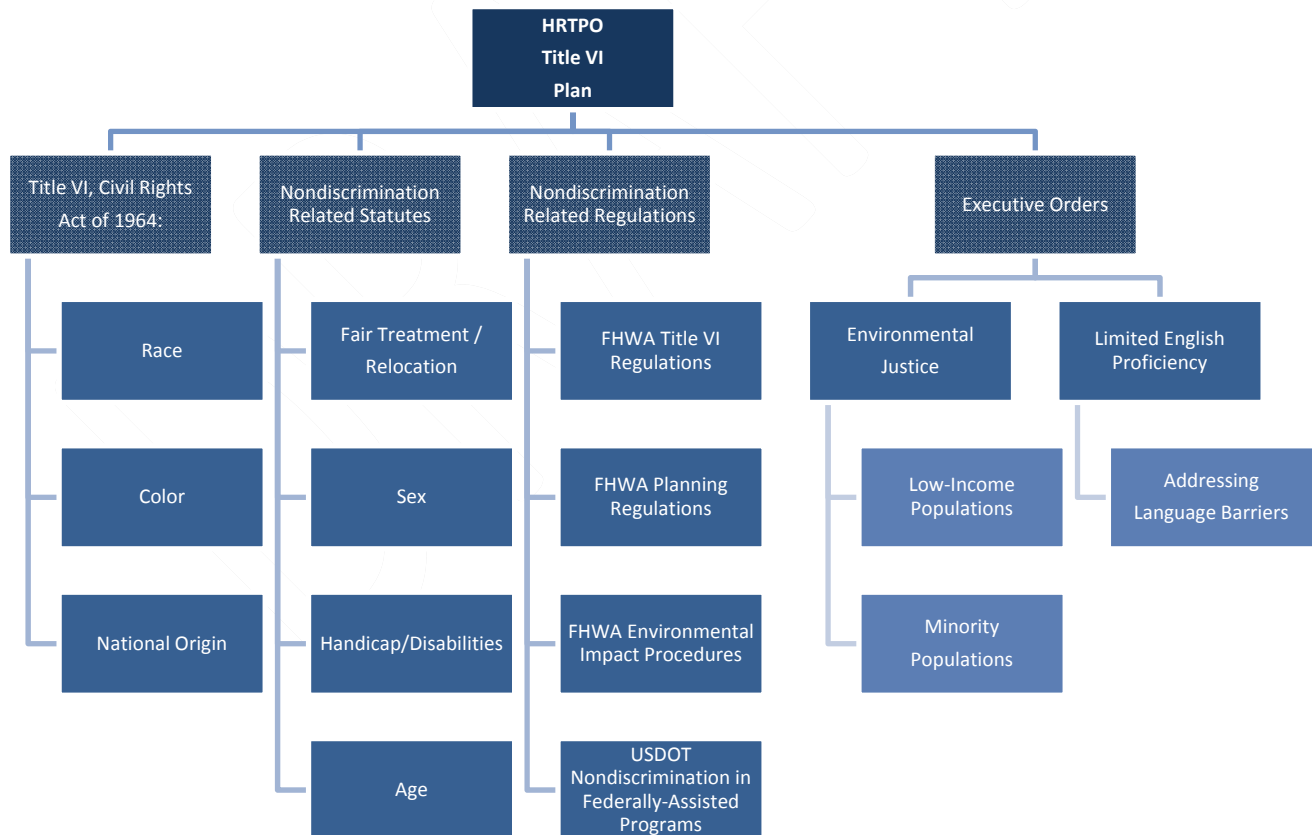 HRTPO
Title VI
Plan
Title VI, Civil Rights
Act of 1964:
Race
Color
National Origin
Nondiscrimination
Related Statutes
Fair Treatment /
Relocation
Sex
Handicap/Disabilities
Age
Nondiscrimination
Related Regulations
FHWA Title VI
Regulations
FHWA Planning
Regulations
FHWA Environmental
Impact Procedures
USDOT
Nondiscrimination in
Federally-Assisted
Programs
Executive Orders
Environmental
Justice
Low-Income
Populations
Minority
Populations
Limited English
Proficiency
Addressing
Language Barriers